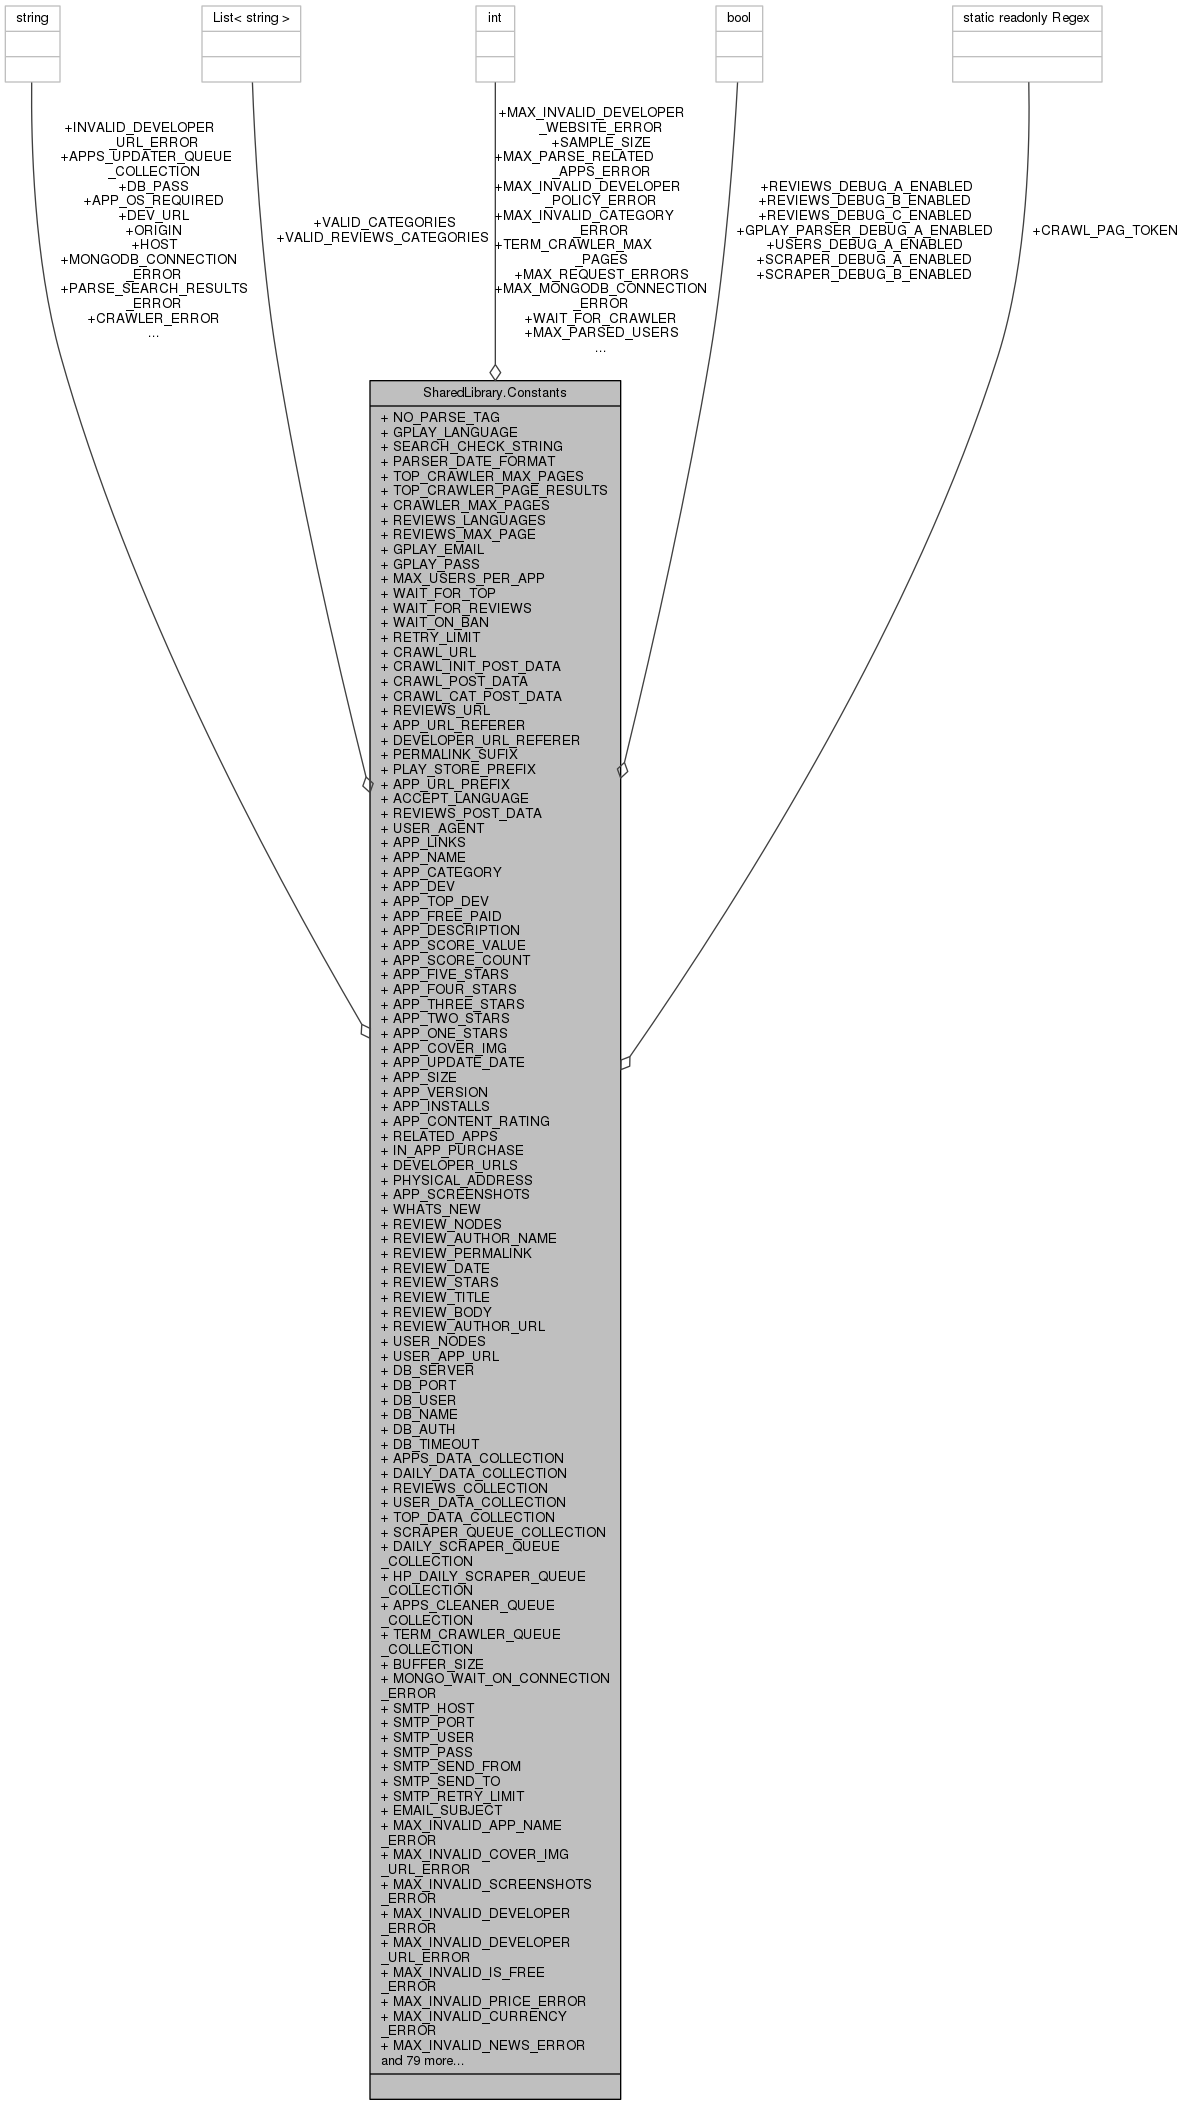 string
List< string >
int
bool
static readonly Regex
+INVALID_DEVELOPER
_URL_ERROR
+APPS_UPDATER_QUEUE
_COLLECTION
+DB_PASS
+APP_OS_REQUIRED
+DEV_URL
+ORIGIN
+HOST
+MONGODB_CONNECTION
_ERROR
+PARSE_SEARCH_RESULTS
_ERROR
+CRAWLER_ERROR
...
+VALID_CATEGORIES
+VALID_REVIEWS_CATEGORIES
+MAX_INVALID_DEVELOPER
_WEBSITE_ERROR
+SAMPLE_SIZE
+MAX_PARSE_RELATED
_APPS_ERROR
+MAX_INVALID_DEVELOPER
_POLICY_ERROR
+MAX_INVALID_CATEGORY
_ERROR
+TERM_CRAWLER_MAX
_PAGES
+MAX_REQUEST_ERRORS
+MAX_MONGODB_CONNECTION
_ERROR
+WAIT_FOR_CRAWLER
+MAX_PARSED_USERS
...
+REVIEWS_DEBUG_A_ENABLED
+REVIEWS_DEBUG_B_ENABLED
+REVIEWS_DEBUG_C_ENABLED
+GPLAY_PARSER_DEBUG_A_ENABLED
+USERS_DEBUG_A_ENABLED
+SCRAPER_DEBUG_A_ENABLED
+SCRAPER_DEBUG_B_ENABLED
+CRAWL_PAG_TOKEN
SharedLibrary.Constants
+ NO_PARSE_TAG
+ GPLAY_LANGUAGE
+ SEARCH_CHECK_STRING
+ PARSER_DATE_FORMAT
+ TOP_CRAWLER_MAX_PAGES
+ TOP_CRAWLER_PAGE_RESULTS
+ CRAWLER_MAX_PAGES
+ REVIEWS_LANGUAGES
+ REVIEWS_MAX_PAGE
+ GPLAY_EMAIL
+ GPLAY_PASS
+ MAX_USERS_PER_APP
+ WAIT_FOR_TOP
+ WAIT_FOR_REVIEWS
+ WAIT_ON_BAN
+ RETRY_LIMIT
+ CRAWL_URL
+ CRAWL_INIT_POST_DATA
+ CRAWL_POST_DATA
+ CRAWL_CAT_POST_DATA
+ REVIEWS_URL
+ APP_URL_REFERER
+ DEVELOPER_URL_REFERER
+ PERMALINK_SUFIX
+ PLAY_STORE_PREFIX
+ APP_URL_PREFIX
+ ACCEPT_LANGUAGE
+ REVIEWS_POST_DATA
+ USER_AGENT
+ APP_LINKS
+ APP_NAME
+ APP_CATEGORY
+ APP_DEV
+ APP_TOP_DEV
+ APP_FREE_PAID
+ APP_DESCRIPTION
+ APP_SCORE_VALUE
+ APP_SCORE_COUNT
+ APP_FIVE_STARS
+ APP_FOUR_STARS
+ APP_THREE_STARS
+ APP_TWO_STARS
+ APP_ONE_STARS
+ APP_COVER_IMG
+ APP_UPDATE_DATE
+ APP_SIZE
+ APP_VERSION
+ APP_INSTALLS
+ APP_CONTENT_RATING
+ RELATED_APPS
+ IN_APP_PURCHASE
+ DEVELOPER_URLS
+ PHYSICAL_ADDRESS
+ APP_SCREENSHOTS
+ WHATS_NEW
+ REVIEW_NODES
+ REVIEW_AUTHOR_NAME
+ REVIEW_PERMALINK
+ REVIEW_DATE
+ REVIEW_STARS
+ REVIEW_TITLE
+ REVIEW_BODY
+ REVIEW_AUTHOR_URL
+ USER_NODES
+ USER_APP_URL
+ DB_SERVER
+ DB_PORT
+ DB_USER
+ DB_NAME
+ DB_AUTH
+ DB_TIMEOUT
+ APPS_DATA_COLLECTION
+ DAILY_DATA_COLLECTION
+ REVIEWS_COLLECTION
+ USER_DATA_COLLECTION
+ TOP_DATA_COLLECTION
+ SCRAPER_QUEUE_COLLECTION
+ DAILY_SCRAPER_QUEUE
_COLLECTION
+ HP_DAILY_SCRAPER_QUEUE
_COLLECTION
+ APPS_CLEANER_QUEUE
_COLLECTION
+ TERM_CRAWLER_QUEUE
_COLLECTION
+ BUFFER_SIZE
+ MONGO_WAIT_ON_CONNECTION
_ERROR
+ SMTP_HOST
+ SMTP_PORT
+ SMTP_USER
+ SMTP_PASS
+ SMTP_SEND_FROM
+ SMTP_SEND_TO
+ SMTP_RETRY_LIMIT
+ EMAIL_SUBJECT
+ MAX_INVALID_APP_NAME
_ERROR
+ MAX_INVALID_COVER_IMG
_URL_ERROR
+ MAX_INVALID_SCREENSHOTS
_ERROR
+ MAX_INVALID_DEVELOPER
_ERROR
+ MAX_INVALID_DEVELOPER
_URL_ERROR
+ MAX_INVALID_IS_FREE
_ERROR
+ MAX_INVALID_PRICE_ERROR
+ MAX_INVALID_CURRENCY
_ERROR
+ MAX_INVALID_NEWS_ERROR
and 79 more...